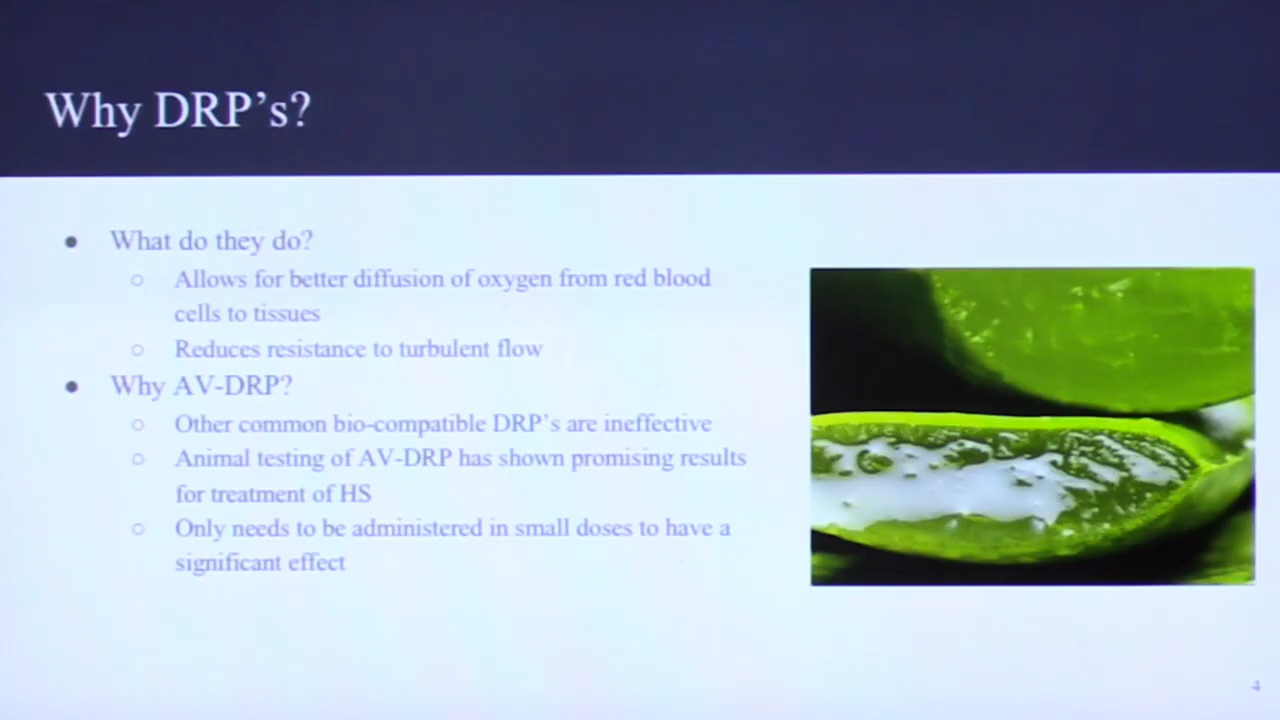 Why DRP's?
● What do they do?
○ Allows for better diffusion of oxygen from red blood
cells to tissues
○ Reduces resistance to turbulent flow
● Why AV-DRP?
○ Other common bio-compatible DRP's are ineffective
○ Animal testing of AV-DRP has shown promising results
for treatment of HS
○ Only needs to be administered in small doses to have a
significant effect
4